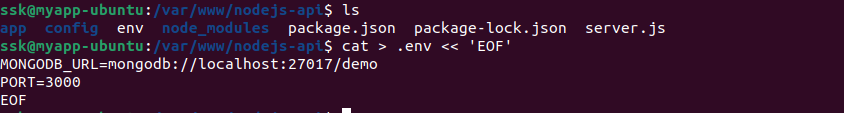 ssk@myapp-ubuntu:/var/www/nodejs-api$ ls
app config env node_modules package.json package-lock.json server.js
ssk@myapp-ubuntu:/var/www/nodejs-api$ cat > .env << 'EOF'
MONGODB_URL=mongodb://localhost:27017/demo
PORT=3000
EOF
ssk@myapp-ubuntu:/var/www/nodejs-api$